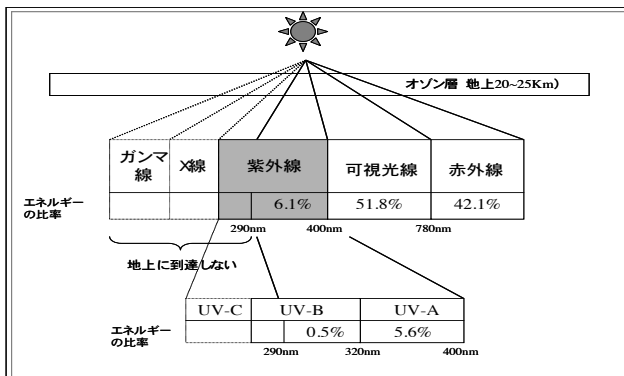 オゾン層 地上20~25Km)
ガンマ線 X線 紫外線 可視光線 赤外線
エネルギーの比率 6.1% 51.8% 42.1%
290nm 400nm 780nm
地上に到達しない
UV-C UV-B UV-A
エネルギーの比率 0.5% 5.6%
290nm 320nm 400nm